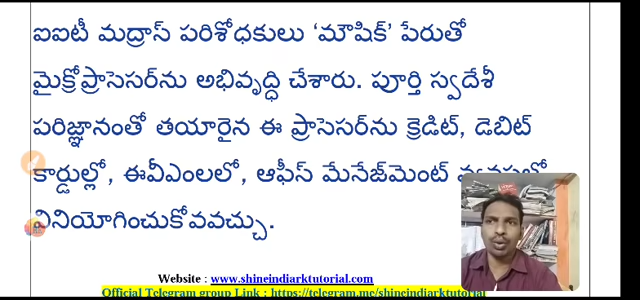 ఐఐటీ మద్రాస్ పరిశోధకులు ‘మౌషిక్’ పేరుతో
మైక్రోప్రాసెసర్‌ను అభివృద్ధి చేశారు. పూర్తి స్వదేశీ
పరిజ్ఞానంతో తయారైన ఈ ప్రాసెసర్‌ను క్రెడిట్, డెబిట్
కార్డుల్లో, ఈవీఎంలలో, ఆఫీస్ మేనేజ్‌మెంట్
వినియోగించుకోవవచ్చు.
Website : www.shineindiarktutorial.com
Official Telegram group Link : https://telegram.me/shineindiarktutorial